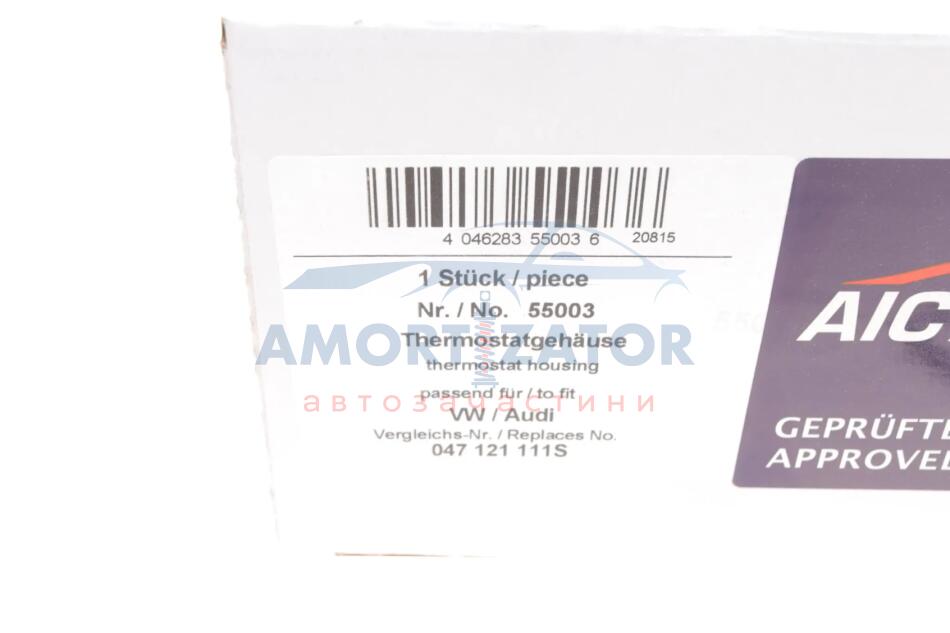 4 046283 55003 6 20815
1 Stück / piece
Nr. / No. 55003
Thermostatgehäuse
AMORTIZATOR
thermostat housing
passend für / to fit
автозапчастини
VW / Audi
Vergleichs-Nr. / Replaces No.
047 121 111S
AIC
GEPRÜFTE
APPROVED